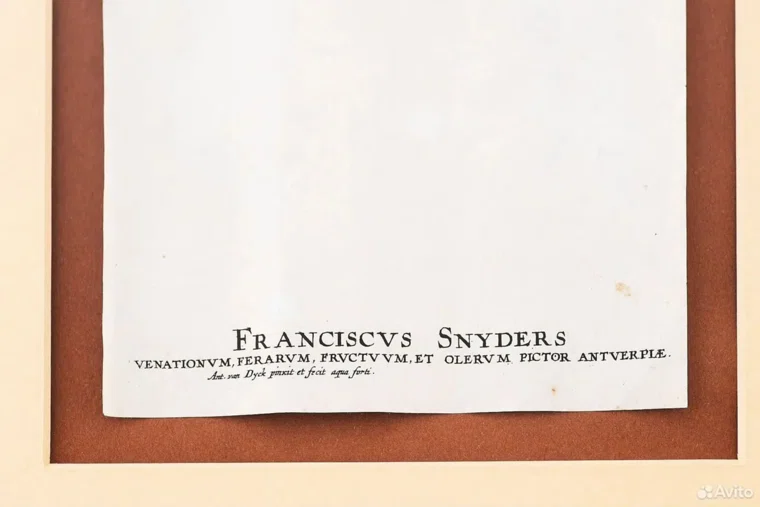 FRANCISCVS SNYDERS
VENATIONVM, FERARVM, FRVCTVVM, ET OLERVM PICTOR ANTVERPIÆ.
Ant. van Dyck pinxit et fecit aqua forti.
Avito